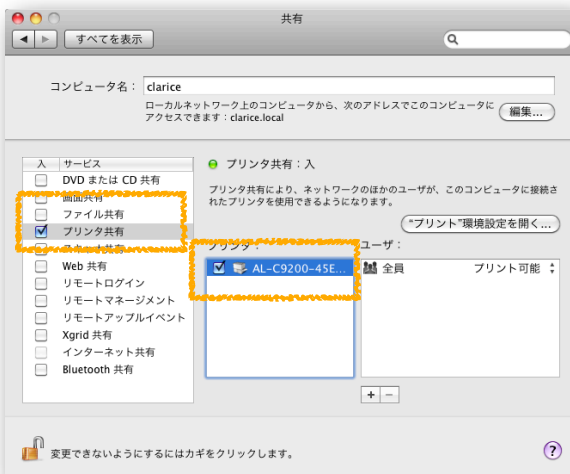 共有
すべてを表示
コンピュータ名： clarice
ローカルネットワーク上のコンピュータから、次のアドレスでこのコンピュータに
アクセスできます：clarice.local
編集...
入 サービス
DVD または CD 共有
画面共有
ファイル共有
プリンタ共有
スキャナ共有
Web 共有
リモートログイン
リモートマネージメント
リモートアップルイベント
Xgrid 共有
インターネット共有
Bluetooth 共有
プリンタ共有：入
プリンタ共有により、ネットワークのほかのユーザが、このコンピュータに接続さ
れたプリンタを使用できるようになります。
“プリント”環境設定を開く...
プリンタ：
AL-C9200-45E...
ユーザ：
全員 プリント可能
+ −
変更できないようにするにはカギをクリックします。
?